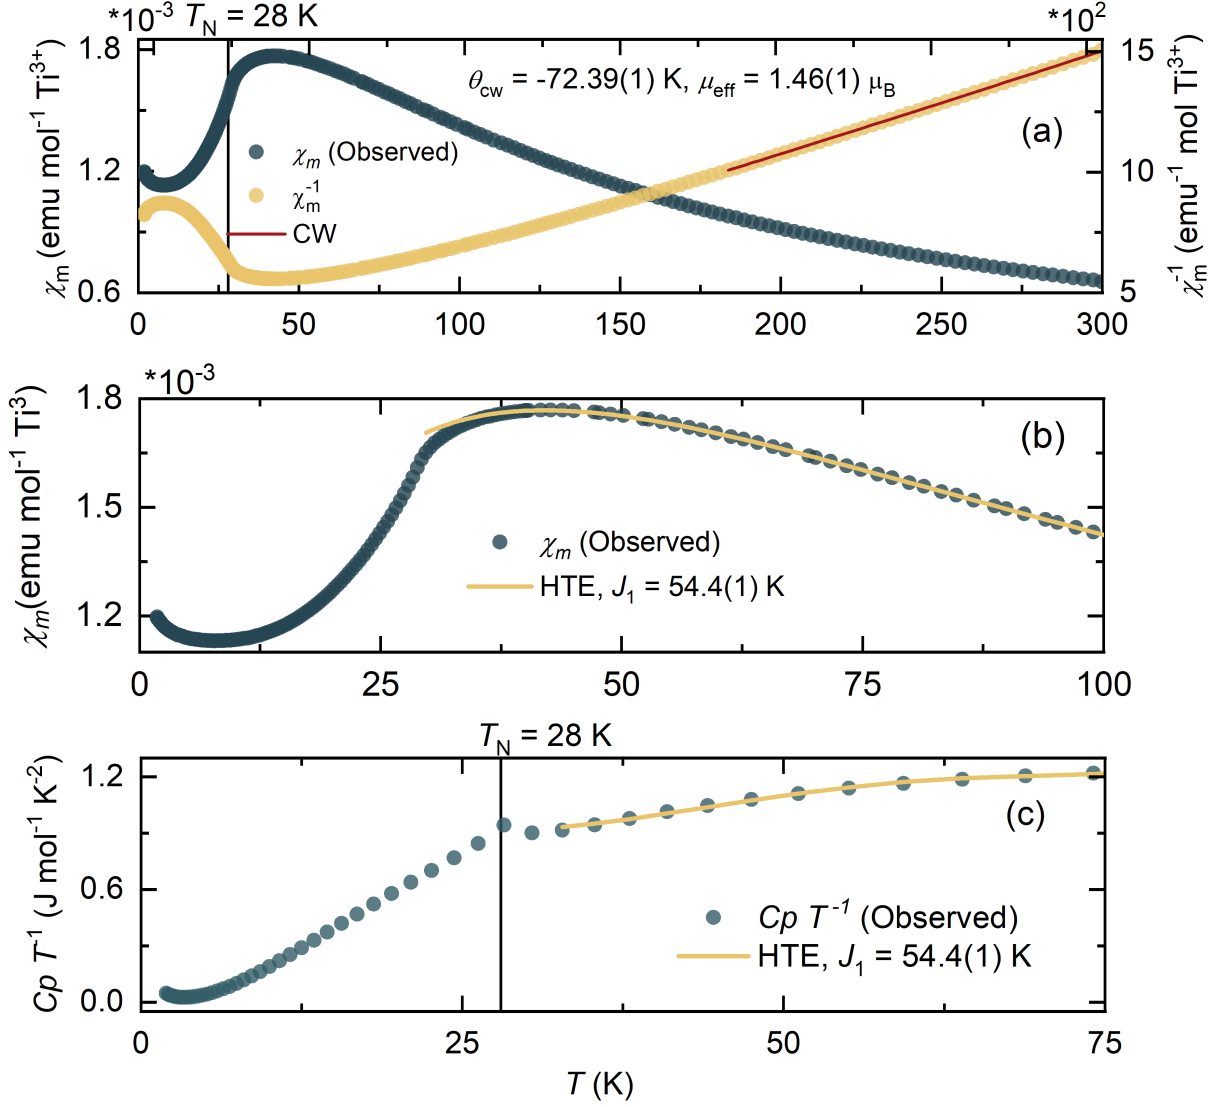 *10⁻³ T_N = 28 K *10²
1.8 15
θ_cw = -72.39(1) K, μ_eff = 1.46(1) μ_B
(a)
χ_m (Observed)
χ_m⁻¹
CW
1.2 10
0.6 5
χ_m (emu mol⁻¹ Ti³⁺)
χ_m⁻¹ (emu⁻¹ mol Ti³⁺)
0 50 100 150 200 250 300
*10⁻³
1.8
(b)
1.5
χ_m (Observed)
HTE, J₁ = 54.4(1) K
1.2
χ_m(emu mol⁻¹ Ti³)
0 25 50 75 100
T_N = 28 K
1.2
(c)
0.6
Cp T⁻¹ (Observed)
HTE, J₁ = 54.4(1) K
0.0
Cp T⁻¹ (J mol⁻¹ K⁻²)
0 25 50 75
T (K)